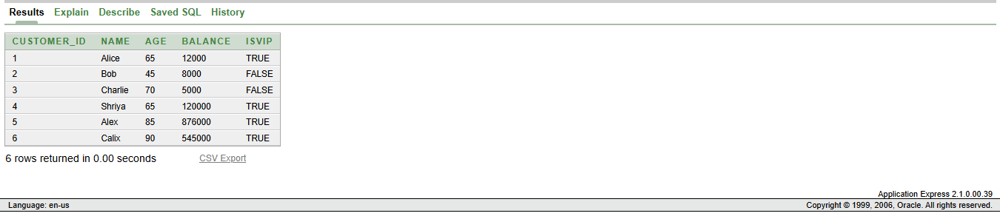 Results Explain Describe Saved SQL History
CUSTOMER_ID NAME AGE BALANCE ISVIP
1 Alice 65 12000 TRUE
2 Bob 45 8000 FALSE
3 Charlie 70 5000 FALSE
4 Shriya 65 120000 TRUE
5 Alex 85 876000 TRUE
6 Calix 90 545000 TRUE
6 rows returned in 0.00 seconds CSV Export
Application Express 2.1.0.00.39
Language: en-us Copyright © 1999, 2006, Oracle. All rights reserved.